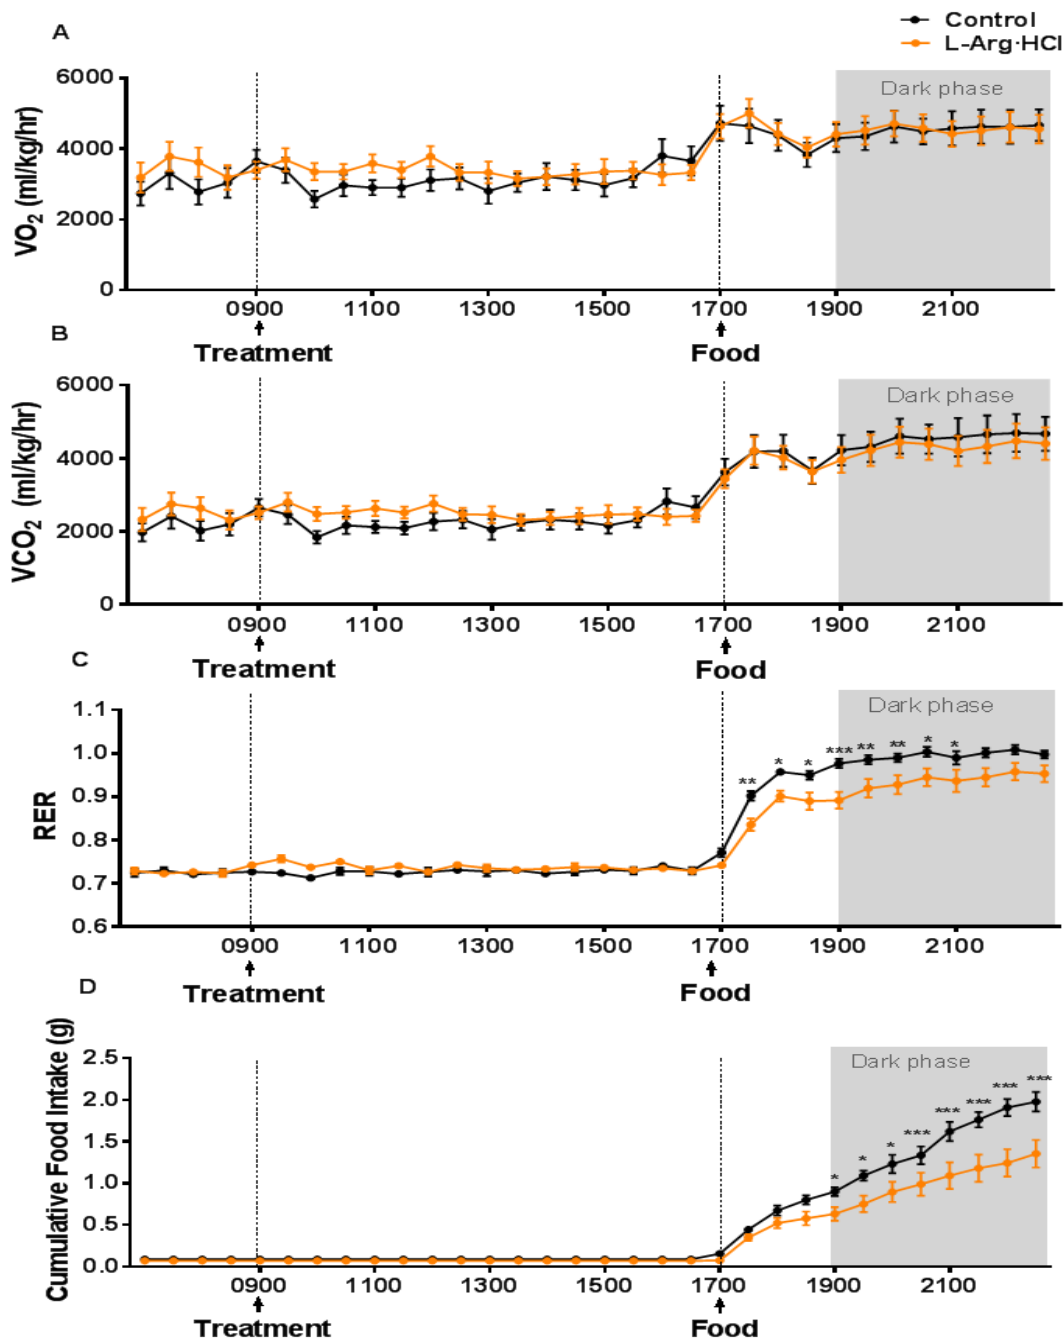 A
Control
L-Arg·HCl
Dark phase
VO2 (ml/kg/hr)
6000
4000
2000
0
0900 1100 1300 1500 1700 1900 2100
Treatment Food
B
Dark phase
VCO2 (ml/kg/hr)
6000
4000
2000
0
0900 1100 1300 1500 1700 1900 2100
Treatment Food
C
Dark phase
RER
1.1
1.0
0.9
0.8
0.7
0.6
** * * *** ** ** * *
0900 1100 1300 1500 1700 1900 2100
Treatment Food
D
Dark phase
Cumulative Food Intake (g)
2.5
2.0
1.5
1.0
0.5
0.0
* * * *** *** *** *** ***
0900 1100 1300 1500 1700 1900 2100
Treatment Food